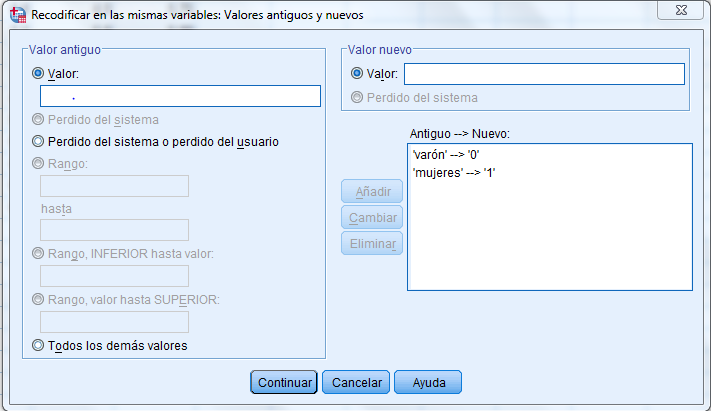 Recodificar en las mismas variables: Valores antiguos y nuevos
Valor antiguo
Valor:
.
Perdido del sistema
Perdido del sistema o perdido del usuario
Rango:
hasta
Rango, INFERIOR hasta valor:
Rango, valor hasta SUPERIOR:
Todos los demás valores
Valor nuevo
Valor:
Perdido del sistema
Antiguo --> Nuevo:
'varón' --> '0'
'mujeres' --> '1'
Añadir
Cambiar
Eliminar
Continuar
Cancelar
Ayuda